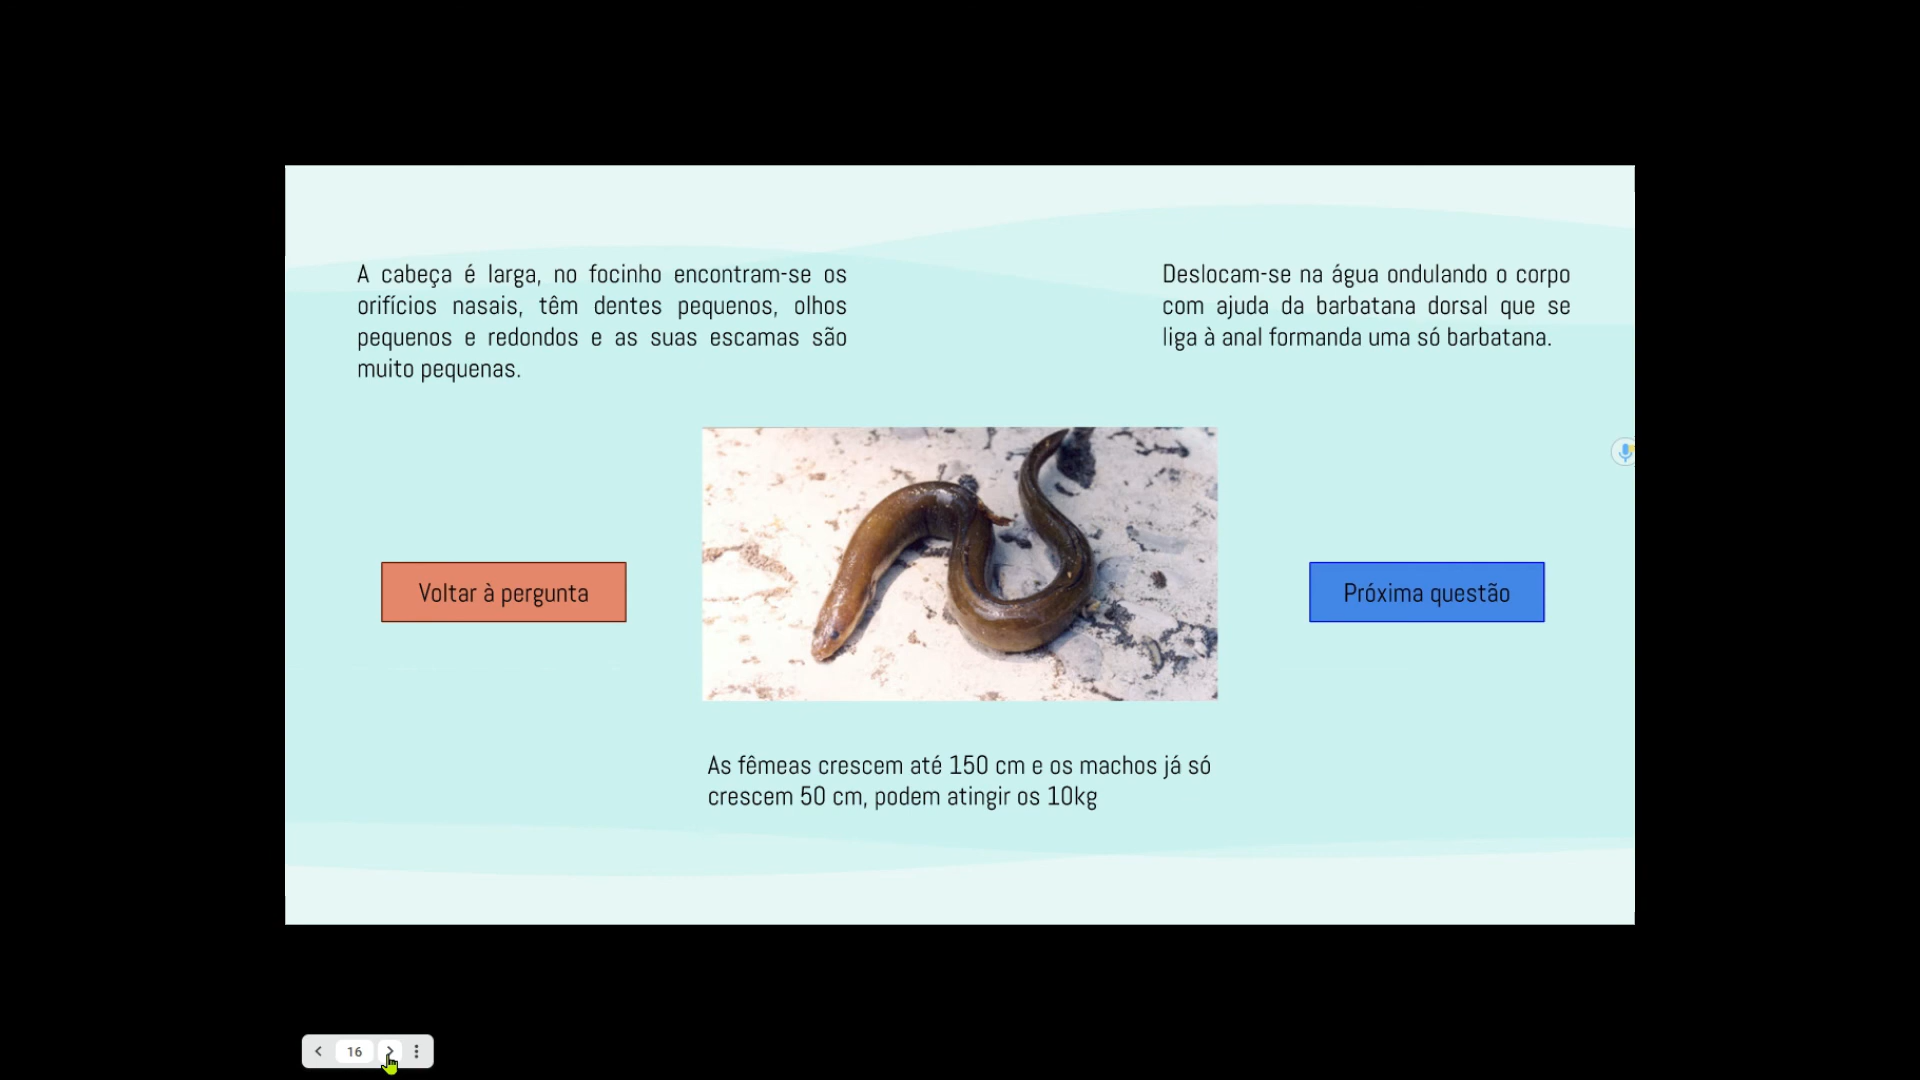 A cabeça é larga, no focinho encontram-se os
orifícios nasais, têm dentes pequenos, olhos
pequenos e redondos e as suas escamas são
muito pequenas.
Deslocam-se na água ondulando o corpo
com ajuda da barbatana dorsal que se
liga à anal formanda uma só barbatana.
Voltar à pergunta
Próxima questão
As fêmeas crescem até 150 cm e os machos já só
crescem 50 cm, podem atingir os 10kg
16